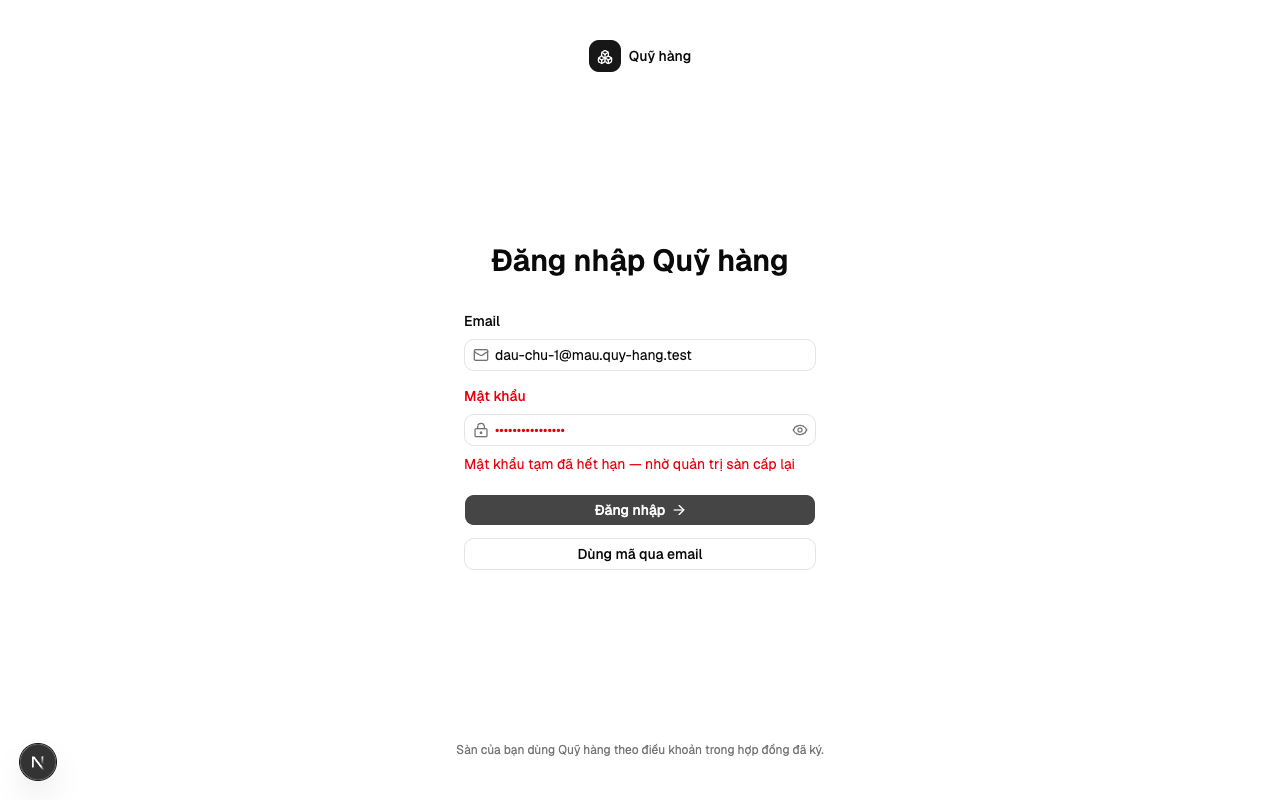 Quỹ hàng
Đăng nhập Quỹ hàng
Email
dau-chu-1@mau.quy-hang.test
Mật khẩu
••••••••••••••••
Mật khẩu tạm đã hết hạn — nhờ quản trị sàn cấp lại
Đăng nhập →
Dùng mã qua email
Sàn của bạn dùng Quỹ hàng theo điều khoản trong hợp đồng đã ký.
N